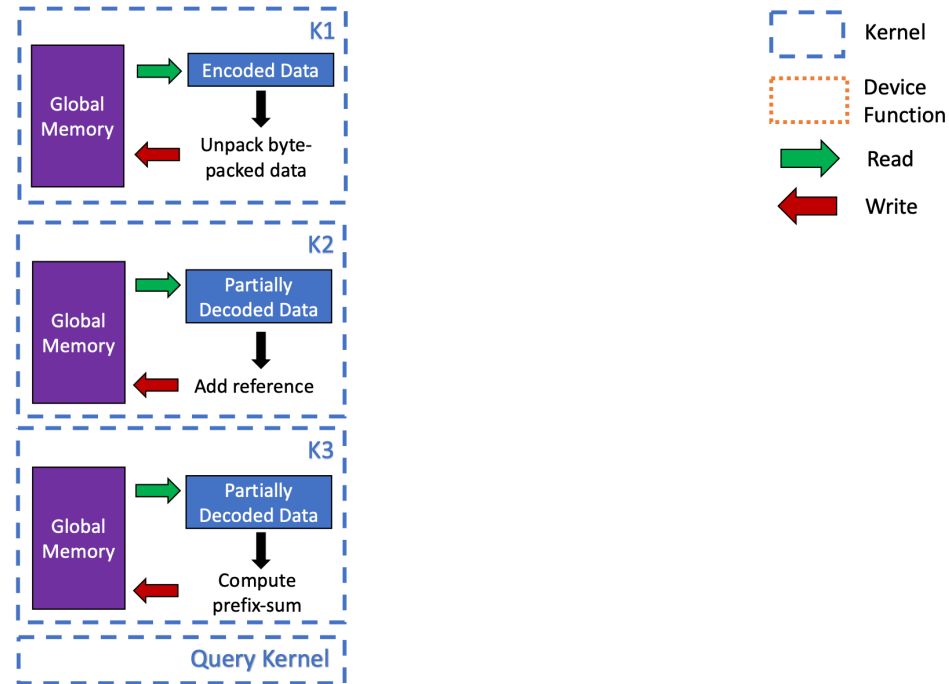 K1
Global
Memory
Encoded Data
Unpack byte-
packed data
K2
Global
Memory
Partially
Decoded Data
Add reference
K3
Global
Memory
Partially
Decoded Data
Compute
prefix-sum
Query Kernel
Kernel
Device
Function
Read
Write